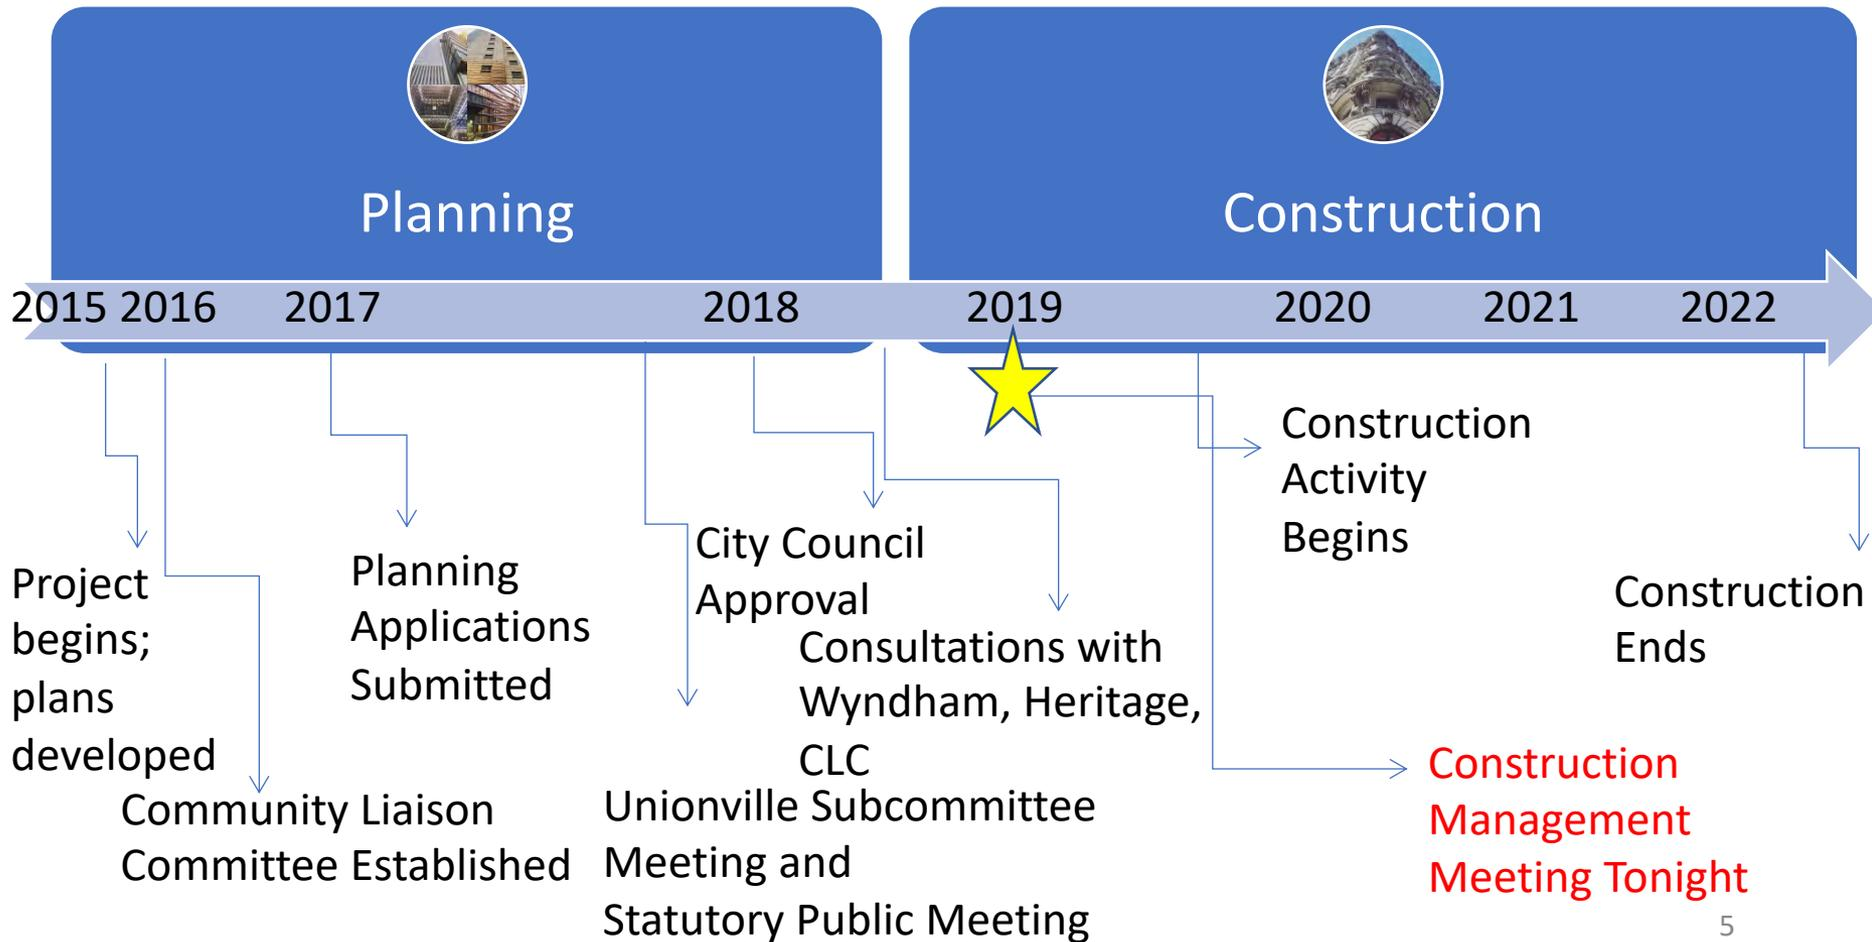 Planning
Construction
2015 2016 2017 2018 2019 2020 2021 2022
Project
begins;
plans
developed
Community Liaison
Committee Established
Planning
Applications
Submitted
Unionville Subcommittee
Meeting and
Statutory Public Meeting
City Council
Approval
Consultations with
Wyndham, Heritage,
CLC
Construction
Activity
Begins
Construction
Management
Meeting Tonight
Construction
Ends
5